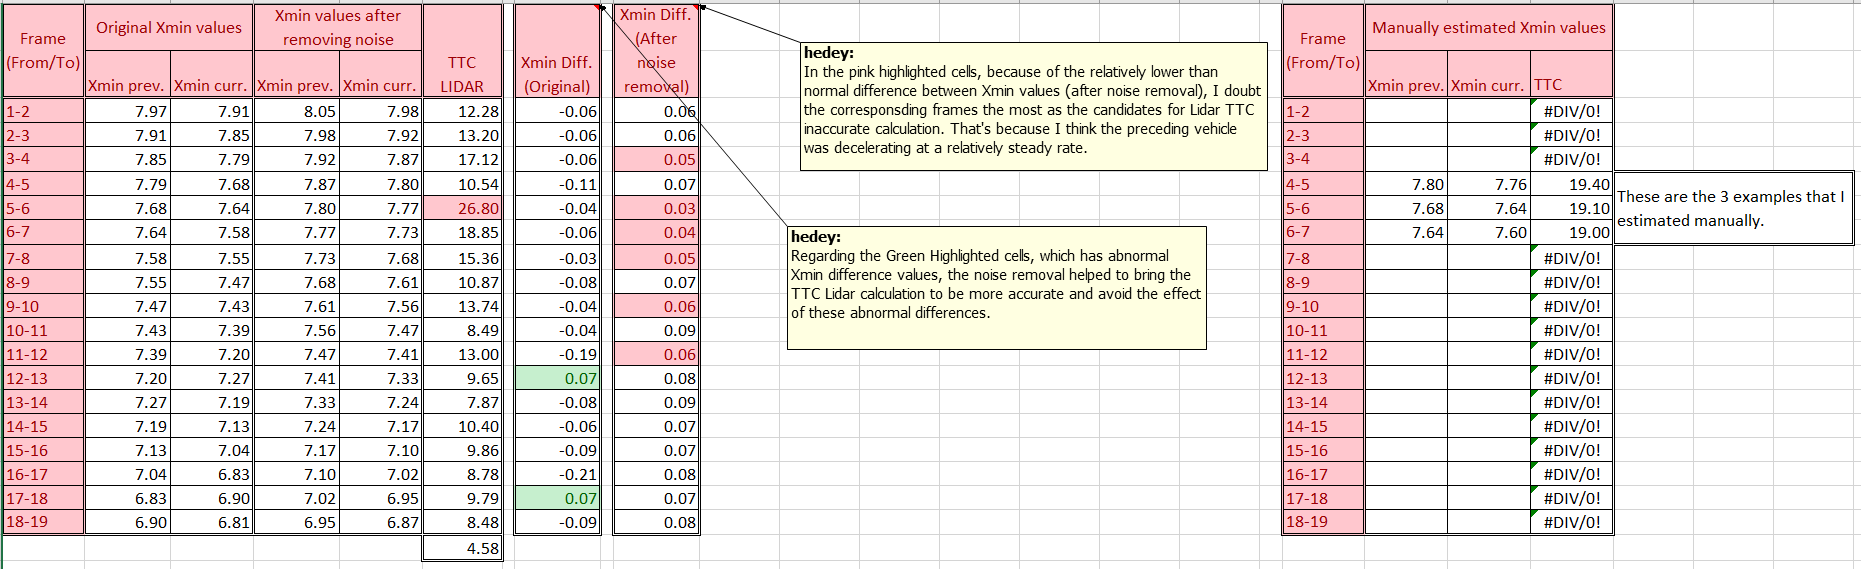 Frame (From/To) Original Xmin values Xmin values after removing noise TTC LIDAR Xmin Diff. (Original) Xmin Diff. (After noise removal)
Xmin prev. Xmin curr. Xmin prev. Xmin curr.
1-2 7.97 7.91 8.05 7.98 12.28 -0.06 0.06
2-3 7.91 7.85 7.98 7.92 13.20 -0.06 0.06
3-4 7.85 7.79 7.92 7.87 17.12 -0.06 0.05
4-5 7.79 7.68 7.87 7.80 10.54 -0.11 0.07
5-6 7.68 7.64 7.80 7.77 26.80 -0.04 0.03
6-7 7.64 7.58 7.77 7.73 18.85 -0.06 0.04
7-8 7.58 7.55 7.73 7.68 15.36 -0.03 0.05
8-9 7.55 7.47 7.68 7.61 10.87 -0.08 0.07
9-10 7.47 7.43 7.61 7.56 13.74 -0.04 0.06
10-11 7.43 7.39 7.56 7.47 8.49 -0.04 0.09
11-12 7.39 7.20 7.47 7.41 13.00 -0.19 0.06
12-13 7.20 7.27 7.41 7.33 9.65 0.07 0.08
13-14 7.27 7.19 7.33 7.24 7.87 -0.08 0.09
14-15 7.19 7.13 7.24 7.17 10.40 -0.06 0.07
15-16 7.13 7.04 7.17 7.10 9.86 -0.09 0.07
16-17 7.04 6.83 7.10 7.02 8.78 -0.21 0.08
17-18 6.83 6.90 7.02 6.95 9.79 0.07 0.07
18-19 6.90 6.81 6.95 6.87 8.48 -0.09 0.08
4.58
hedey:
In the pink highlighted cells, because of the relatively lower than
normal difference between Xmin values (after noise removal), I doubt
the corresponsding frames the most as the candidates for Lidar TTC
inaccurate calculation. That's because I think the preceding vehicle
was decelerating at a relatively steady rate.
hedey:
Regarding the Green Highlighted cells, which has abnormal
Xmin difference values, the noise removal helped to bring the
TTC Lidar calculation to be more accurate and avoid the effect
of these abnormal differences.
Frame (From/To) Manually estimated Xmin values
Xmin prev. Xmin curr. TTC
1-2 #DIV/0!
2-3 #DIV/0!
3-4 #DIV/0!
4-5 7.80 7.76 19.40
5-6 7.68 7.64 19.10
6-7 7.64 7.60 19.00
7-8 #DIV/0!
8-9 #DIV/0!
9-10 #DIV/0!
10-11 #DIV/0!
11-12 #DIV/0!
12-13 #DIV/0!
13-14 #DIV/0!
14-15 #DIV/0!
15-16 #DIV/0!
16-17 #DIV/0!
17-18 #DIV/0!
18-19 #DIV/0!
These are the 3 examples that I
estimated manually.